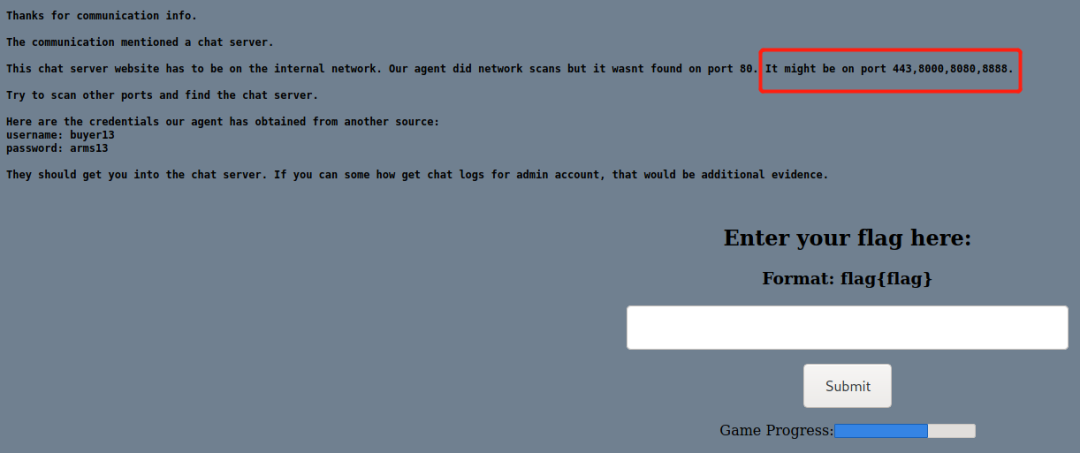 Thanks for communication info.
The communication mentioned a chat server.
This chat server website has to be on the internal network. Our agent did network scans but it wasnt found on port 80. It might be on port 443,8000,8080,8888.
Try to scan other ports and find the chat server.
Here are the credentials our agent has obtained from another source:
username: buyer13
password: arms13
They should get you into the chat server. If you can some how get chat logs for admin account, that would be additional evidence.
Enter your flag here:
Format: flag{flag}
Submit
Game Progress: